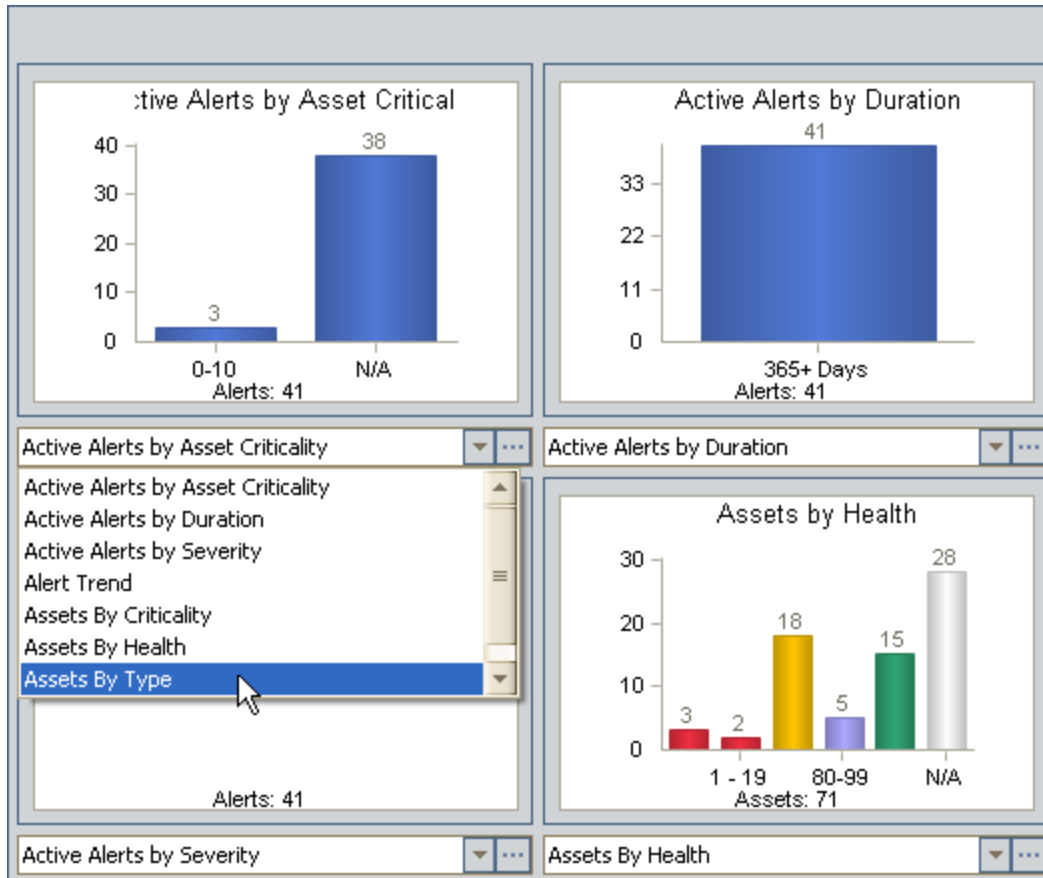 :tive Alerts by Asset Critical
40
38
30
20
10
3
0
0-10
N/A
Alerts: 41
Active Alerts by Duration
41
33
22
11
0
365+ Days
Alerts: 41
Active Alerts by Asset Criticality
Active Alerts by Duration
Active Alerts by Asset Criticality
Active Alerts by Duration
Active Alerts by Severity
Alert Trend
Assets By Criticality
Assets By Health
Assets By Type
Alerts: 41
Assets by Health
30
28
20
18
15
10
5
3
2
0
1 - 19
80-99
N/A
Assets: 71
Active Alerts by Severity
Assets By Health